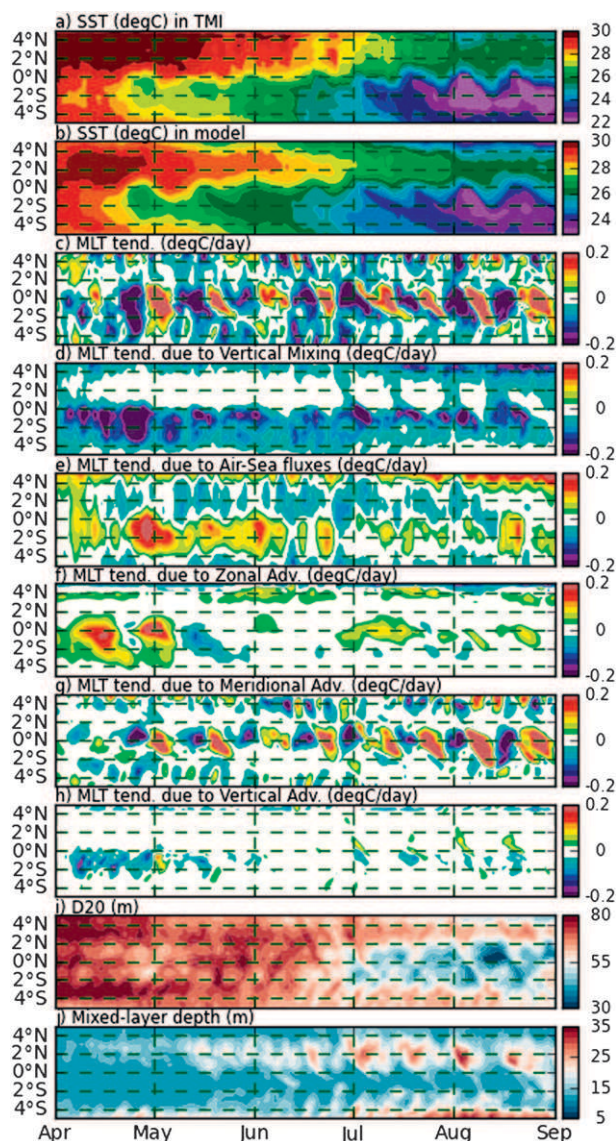 a) SST (degC) in TMI
4°N
2°N
0°N
2°S
4°S
30
28
26
24
22
b) SST (degC) in model
4°N
2°N
0°N
2°S
4°S
30
28
26
24
c) MLT tend. (degC/day)
4°N
2°N
0°N
2°S
4°S
0.2
0
-0.2
d) MLT tend. due to Vertical Mixing (degC/day)
4°N
2°N
0°N
2°S
4°S
0.2
0
-0.2
e) MLT tend. due to Air-Sea fluxes (degC/day)
4°N
2°N
0°N
2°S
4°S
0.2
0
-0.2
f) MLT tend. due to Zonal Adv. (degC/day)
4°N
2°N
0°N
2°S
4°S
0.2
0
-0.2
g) MLT tend. due to Meridional Adv. (degC/day)
4°N
2°N
0°N
2°S
4°S
0.2
0
-0.2
h) MLT tend. due to Vertical Adv. (degC/day)
4°N
2°N
0°N
2°S
4°S
0.2
0
-0.2
i) D20 (m)
4°N
2°N
0°N
2°S
4°S
80
55
30
j) Mixed-layer depth (m)
4°N
2°N
0°N
2°S
4°S
35
25
15
5
Apr May Jun Jul Aug Sep